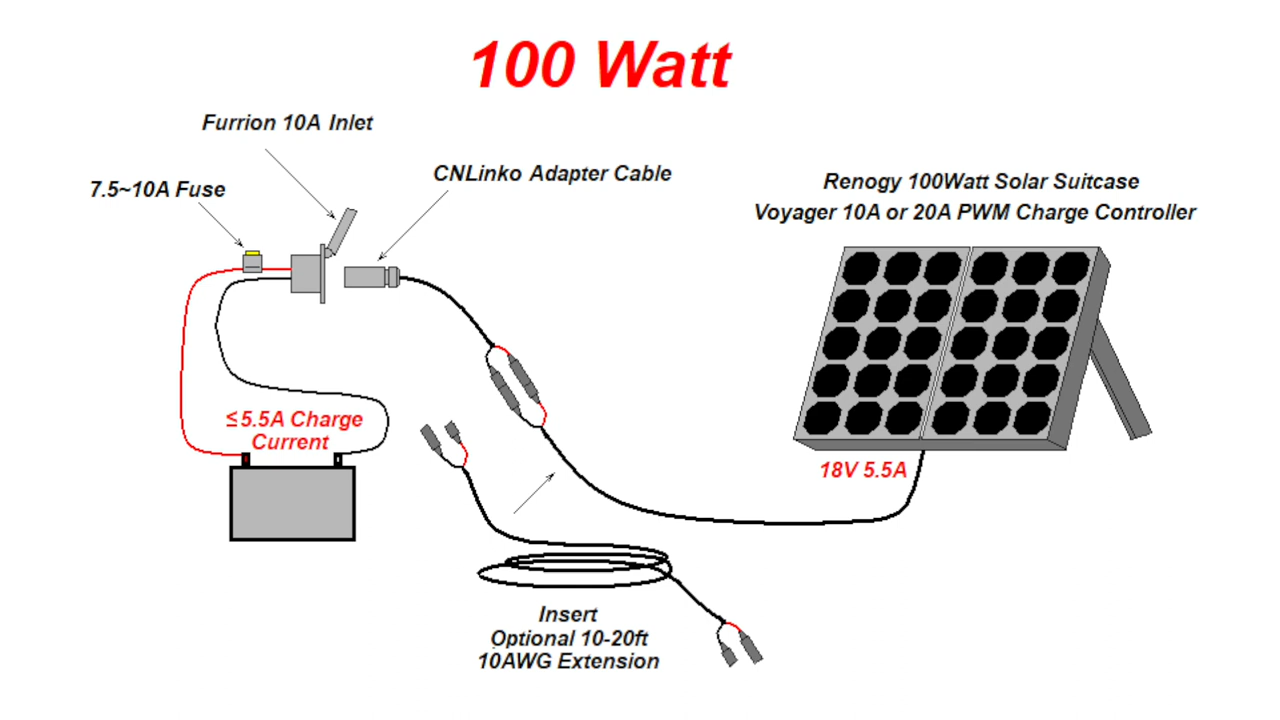 100 Watt
Furrion 10A Inlet
CNLinko Adapter Cable
7.5~10A Fuse
Renogy 100Watt Solar Suitcase
Voyager 10A or 20A PWM Charge Controller
≤5.5A Charge
Current
18V 5.5A
Insert
Optional 10-20ft
10AWG Extension